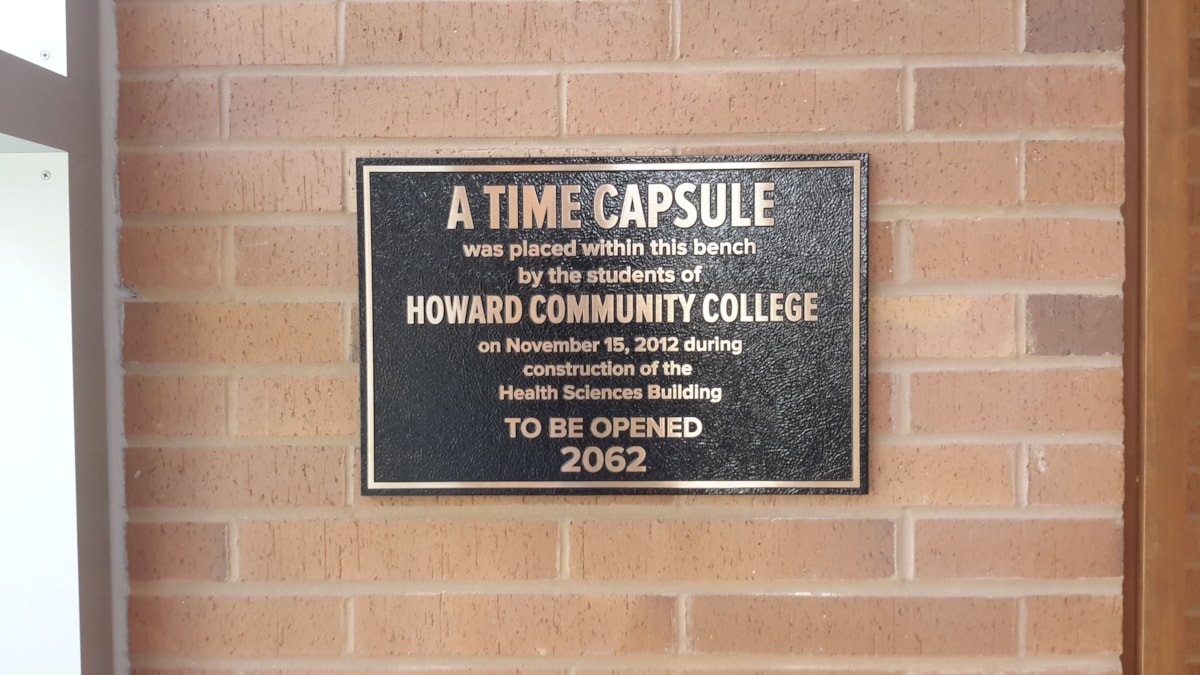 A TIME CAPSULE
was placed within this bench
by the students of
HOWARD COMMUNITY COLLEGE
on November 15, 2012 during
construction of the
Health Sciences Building
TO BE OPENED
2062